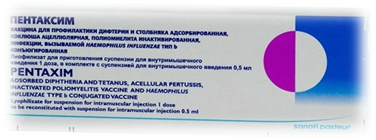 ПЕНТАКСИМ
ВАКЦИНА ДЛЯ ПРОФИЛАКТИКИ ДИФТЕРИИ И СТОЛБНЯКА АДСОРБИРОВАННАЯ,
КОКЛЮША АЦЕЛЛЮЛЯРНАЯ, ПОЛИОМИЕЛИТА ИНАКТИВИРОВАННАЯ,
ИНФЕКЦИИ, ВЫЗЫВАЕМОЙ HAEMOPHILUS INFLUENZAE ТИП b
КОНЪЮГИРОВАННАЯ
Лиофилизат для приготовления суспензии для внутримышечного
введения 1 доза, в комплекте с суспензией для внутримышечного введения 0,5 мл
PENTAXIM
ADSORBED DIPHTHERIA AND TETANUS, ACELLULAR PERTUSSIS,
INACTIVATED POLIOMYELITIS VACCINE AND HAEMOPHILUS
INFLUENZAE TYPE b CONJUGATED VACCINE
Lyophilisate for suspension for intramuscular injection 1 dose
to be reconstituted with suspension for intramuscular injection 0.5 ml
sanofi pasteur